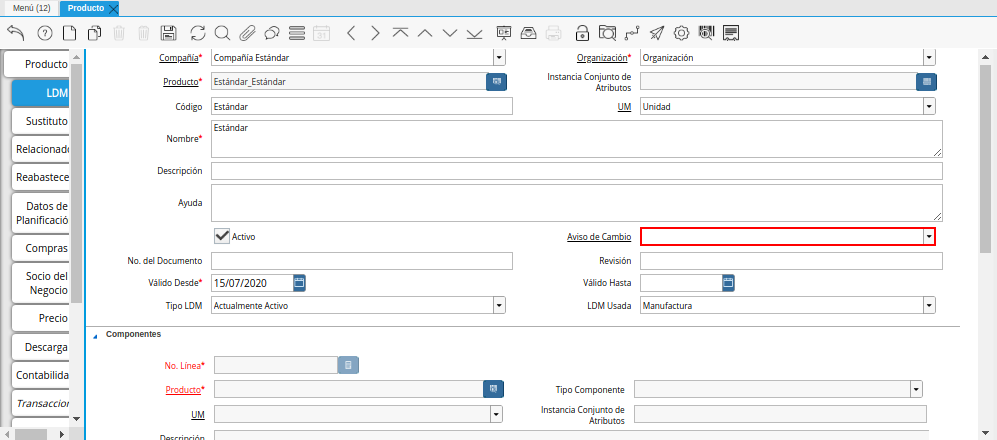 Menú (12) Producto
Producto
LDM
Sustituto
Relacionado
Reabastece
Datos de
Planificació
Compras
Socio del
Negocio
Precio
Descarga
Contabilida
Transaccion
Compañía* Compañía Estándar Organización* Organización
Producto* Estándar_Estándar Instancia Conjunto de
Atributos
Código Estándar UM Unidad
Nombre* Estándar
Descripción
Ayuda
Activo Aviso de Cambio
No. del Documento Revisión
Válido Desde* 15/07/2020 Válido Hasta
Tipo LDM Actualmente Activo LDM Usada Manufactura
Componentes
No. Línea*
Producto* Tipo Componente
UM Instancia Conjunto de
Atributos
Descripción